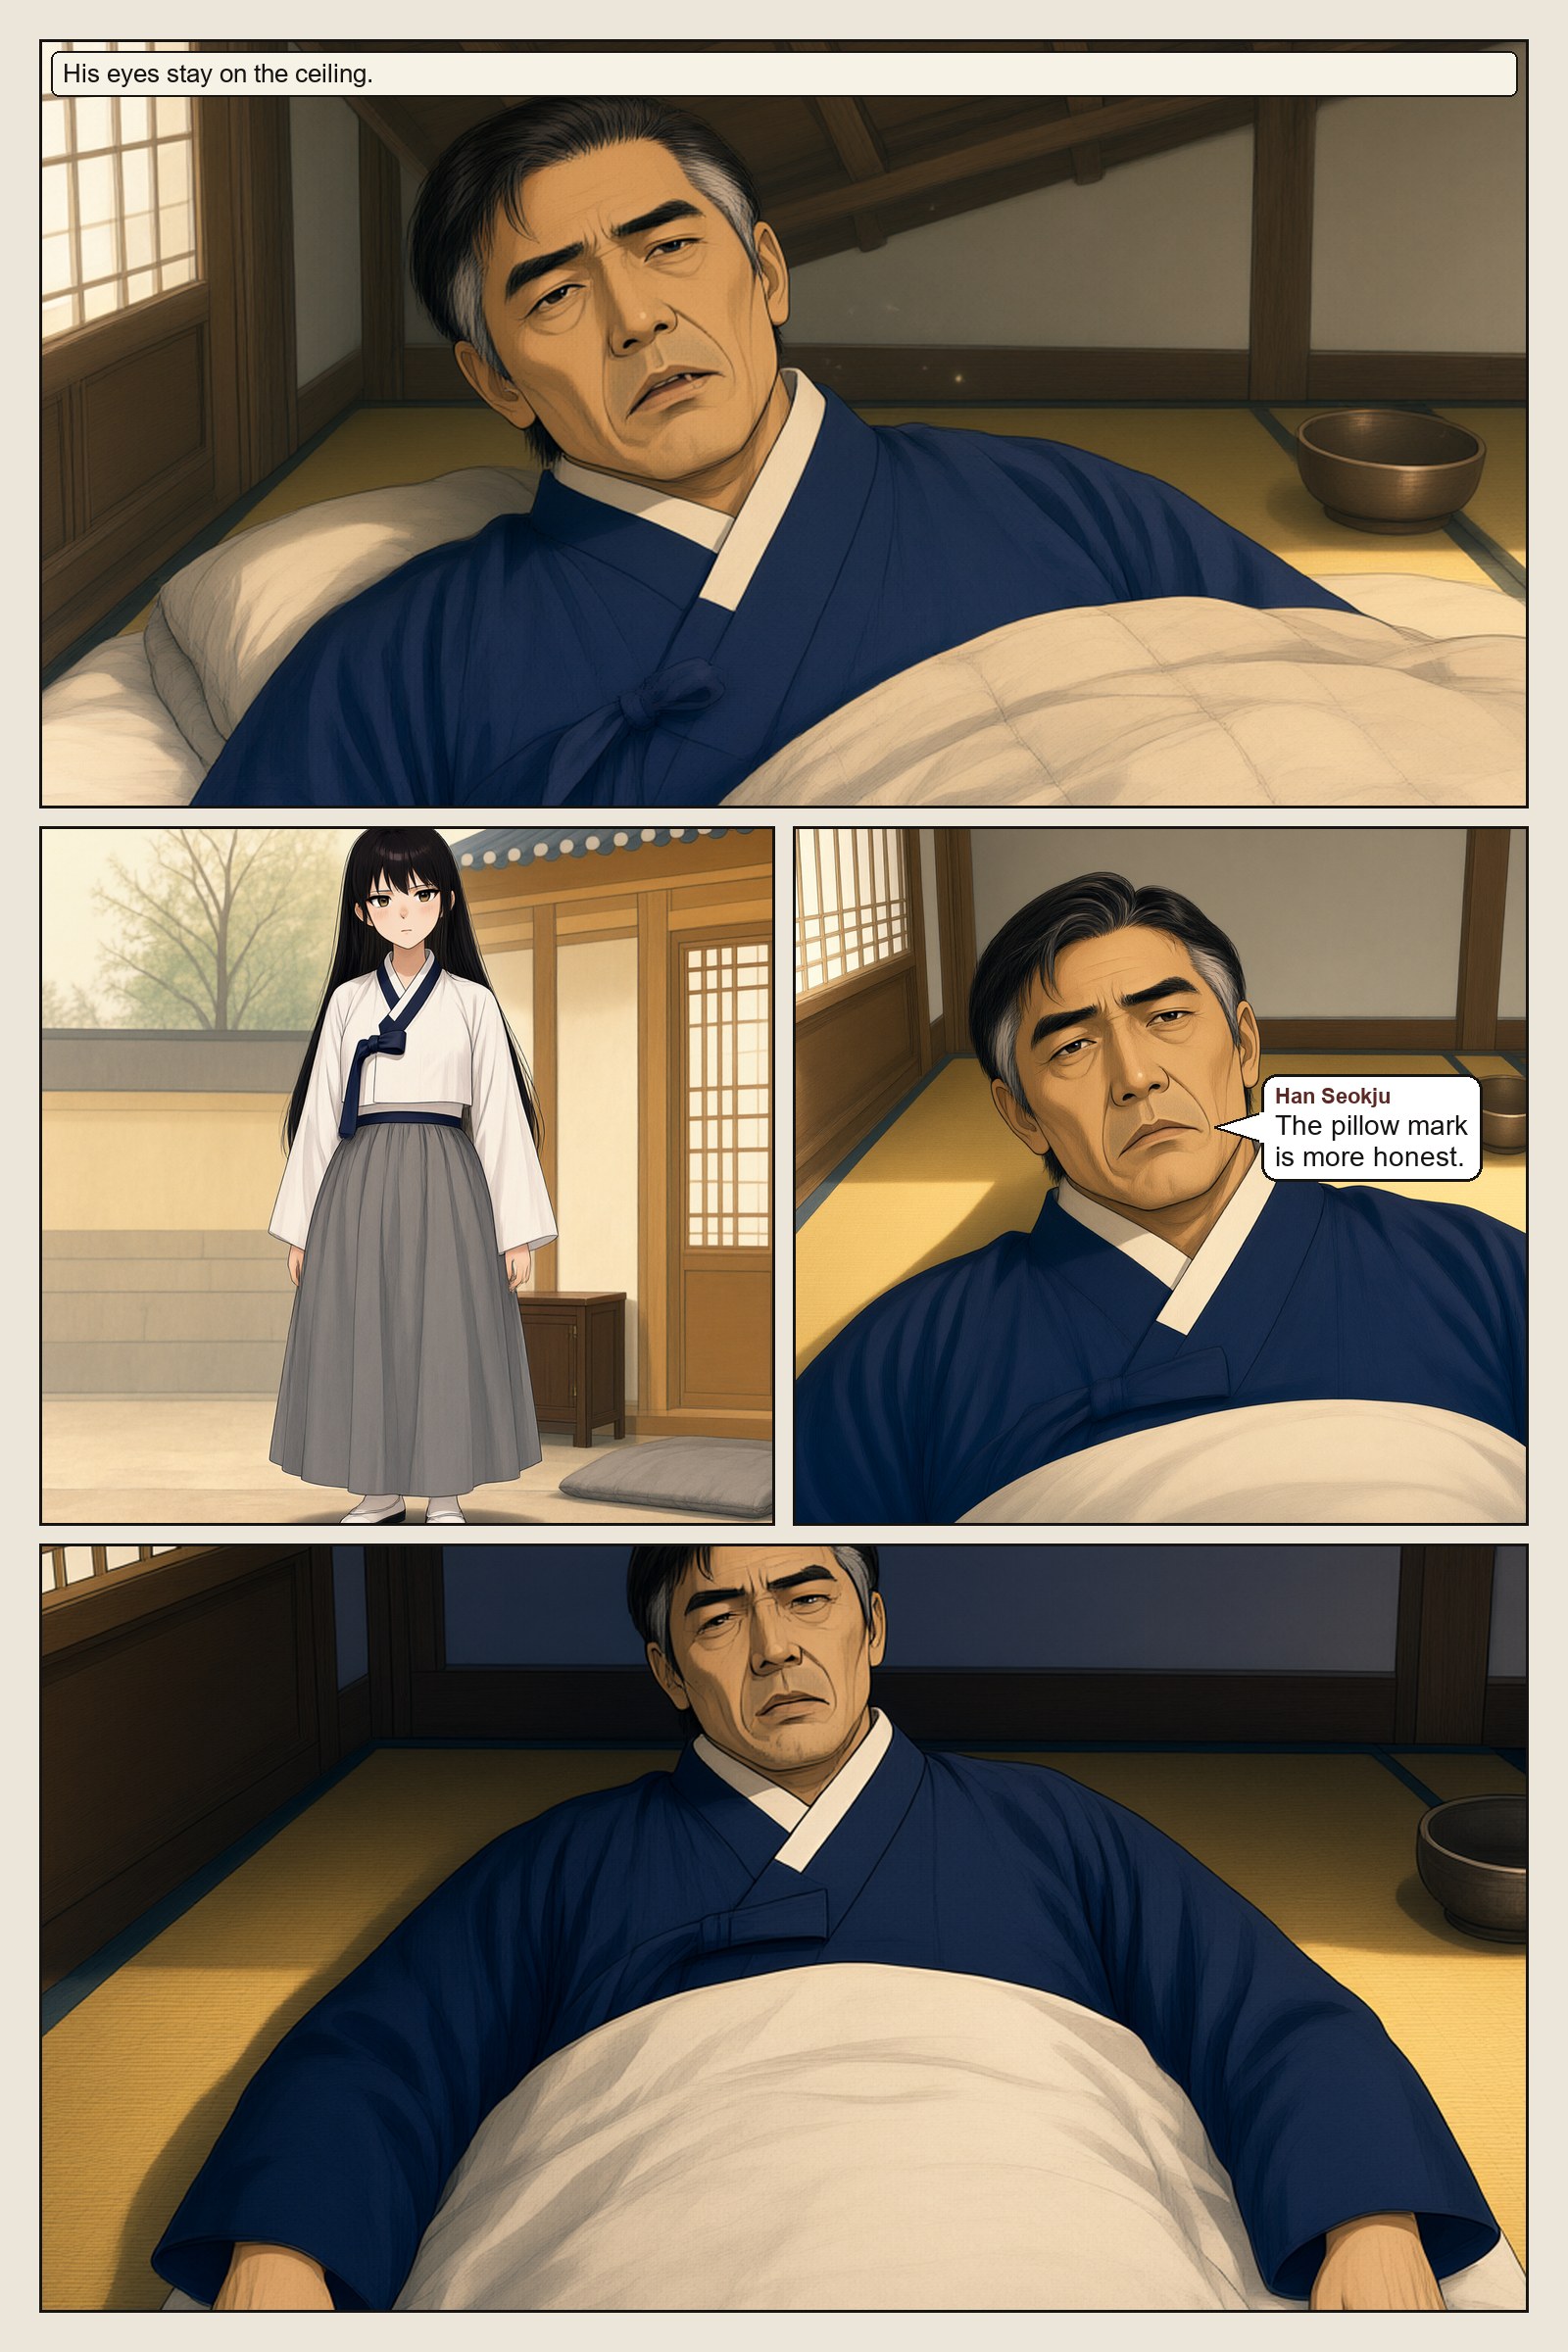 His eyes stay on the ceiling.
Han Seokju
The pillow mark
is more honest.